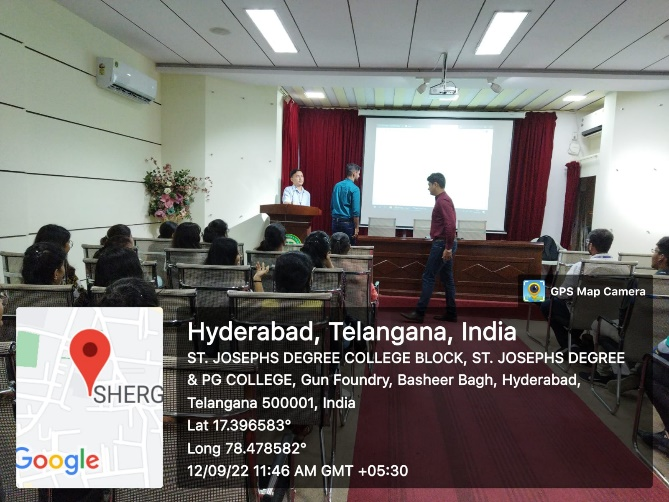 GPS Map Camera
Hyderabad, Telangana, India
ST. JOSEPHS DEGREE COLLEGE BLOCK, ST. JOSEPHS DEGREE
& PG COLLEGE, Gun Foundry, Basheer Bagh, Hyderabad,
Telangana 500001, India
Lat 17.396583°
Long 78.478582°
12/09/22 11:46 AM GMT +05:30
SHERG
Google